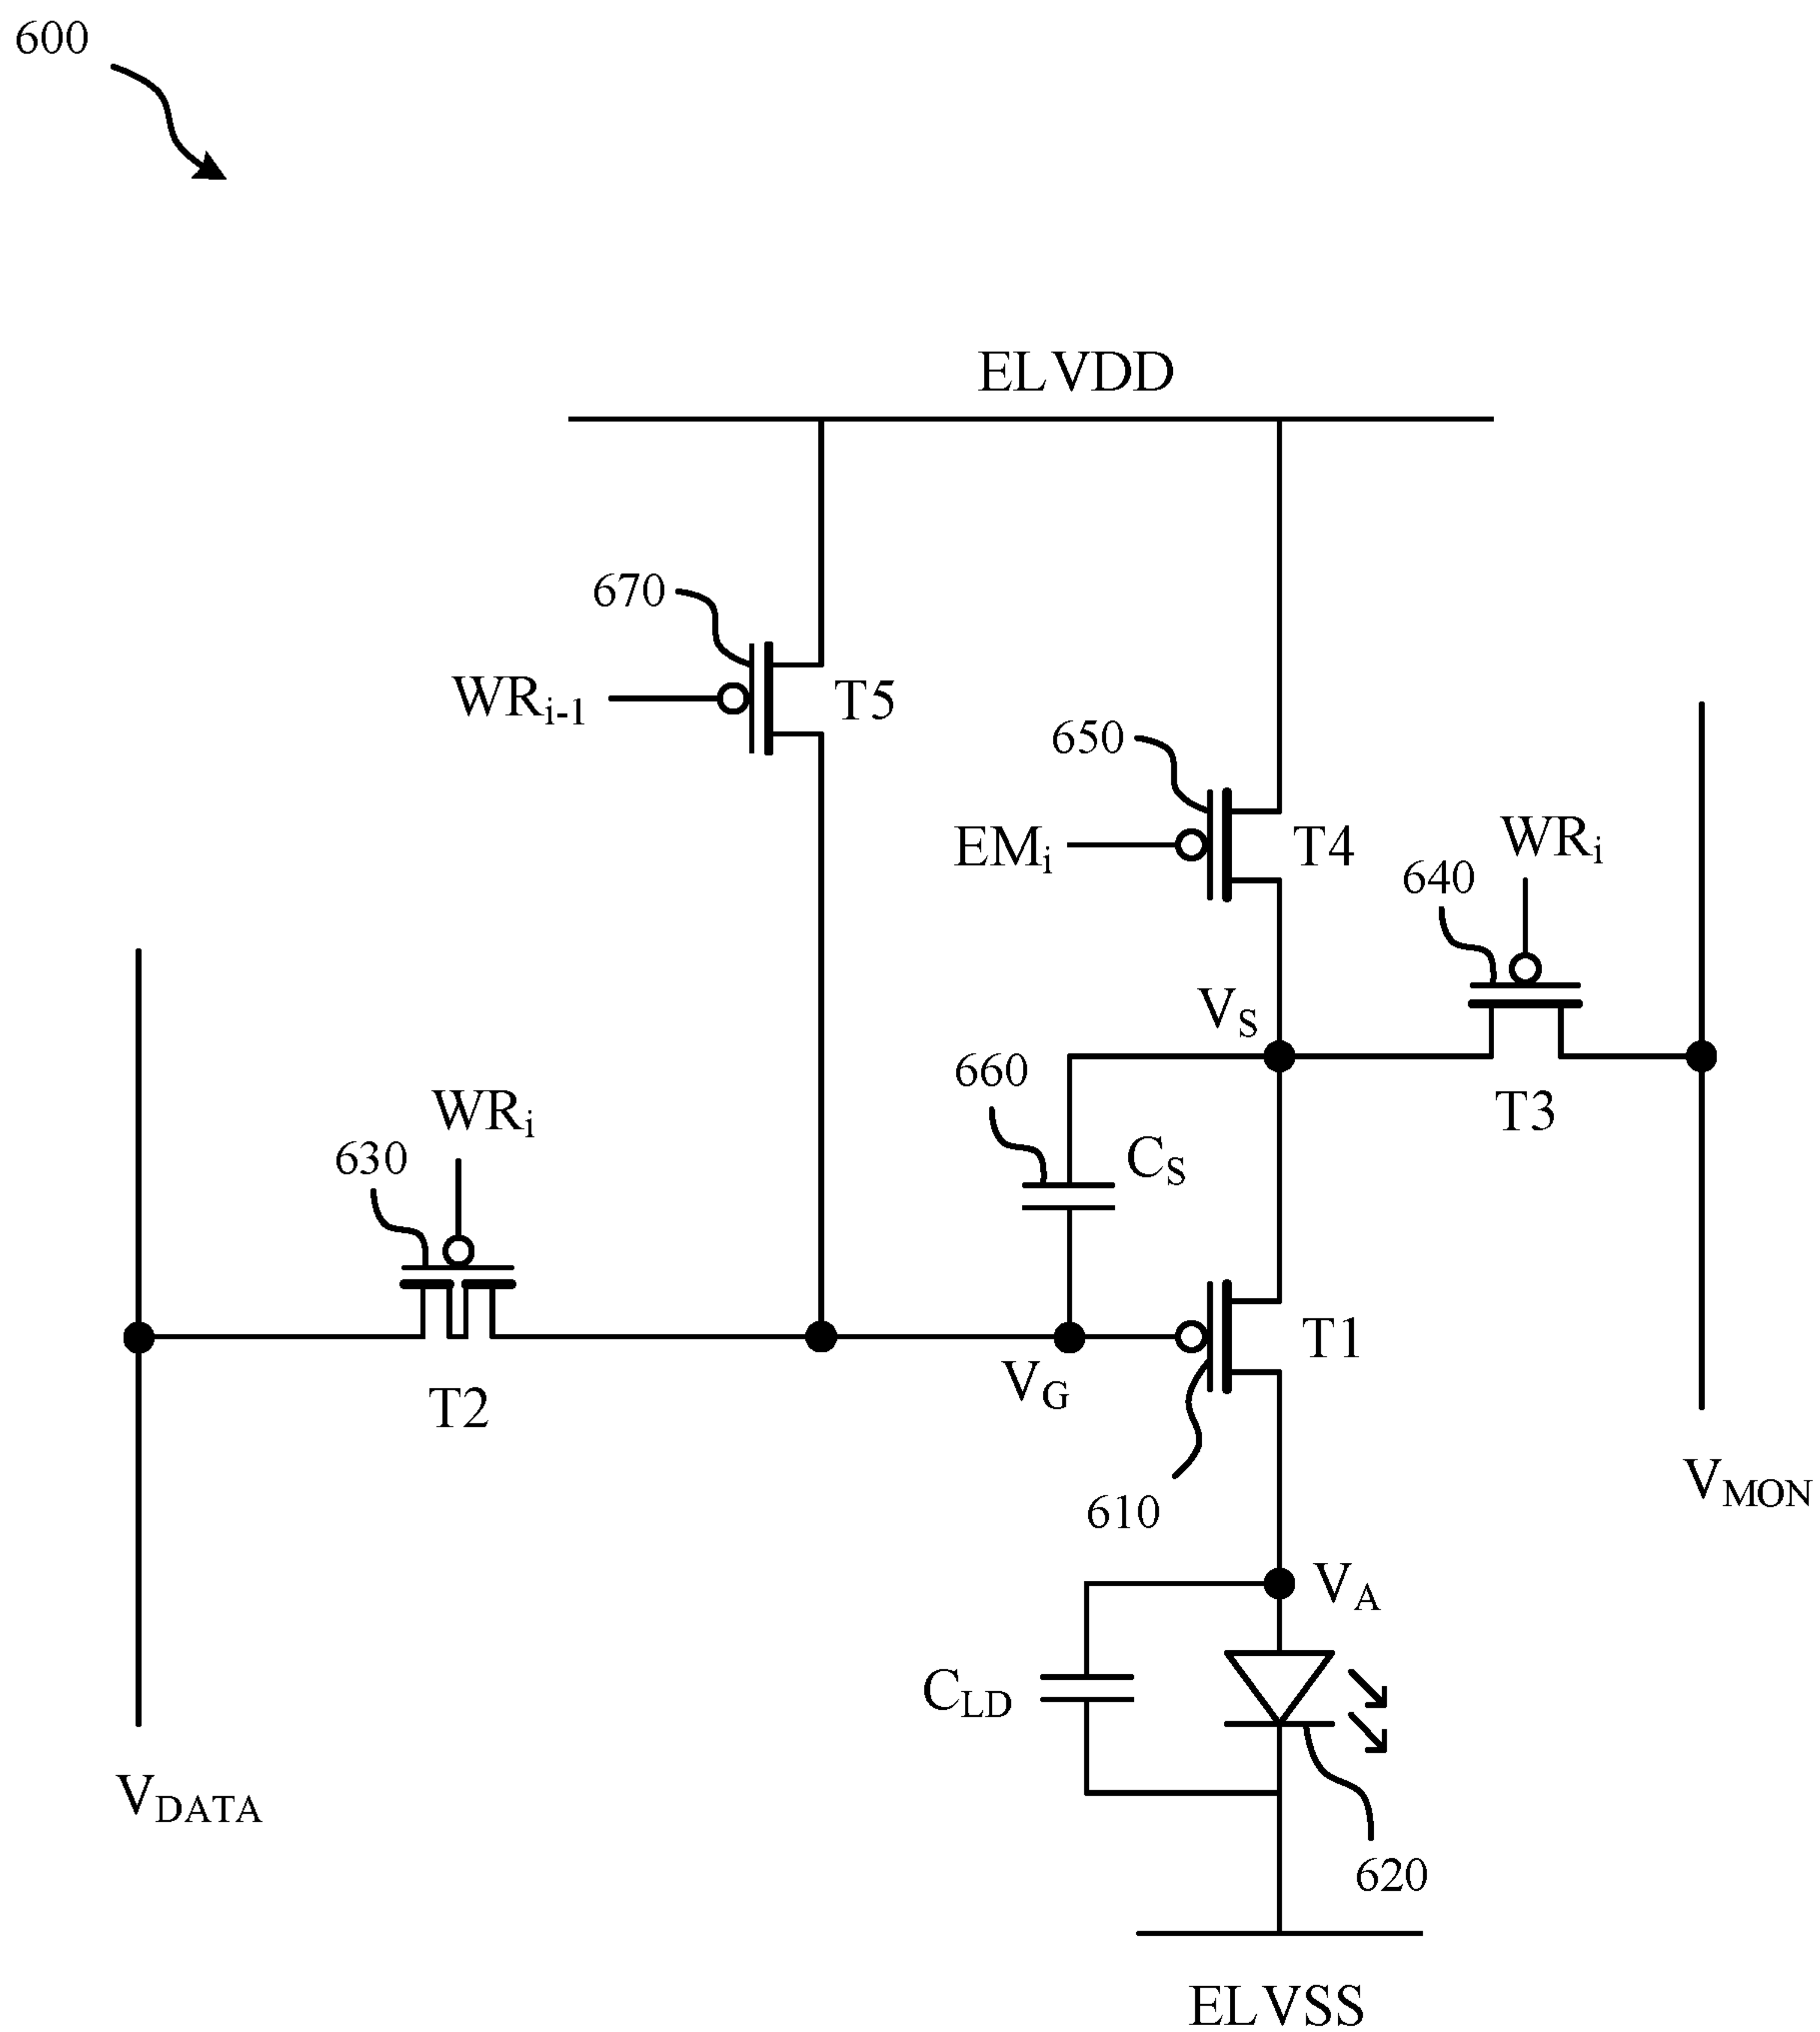 600
ELVDD
670
WRi-1
T5
650
EMi
T4
WRi
640
VS
660
T3
WRi
630
CS
T1
VG
T2
VMON
610
VA
CLD
VDATA
620
ELVSS